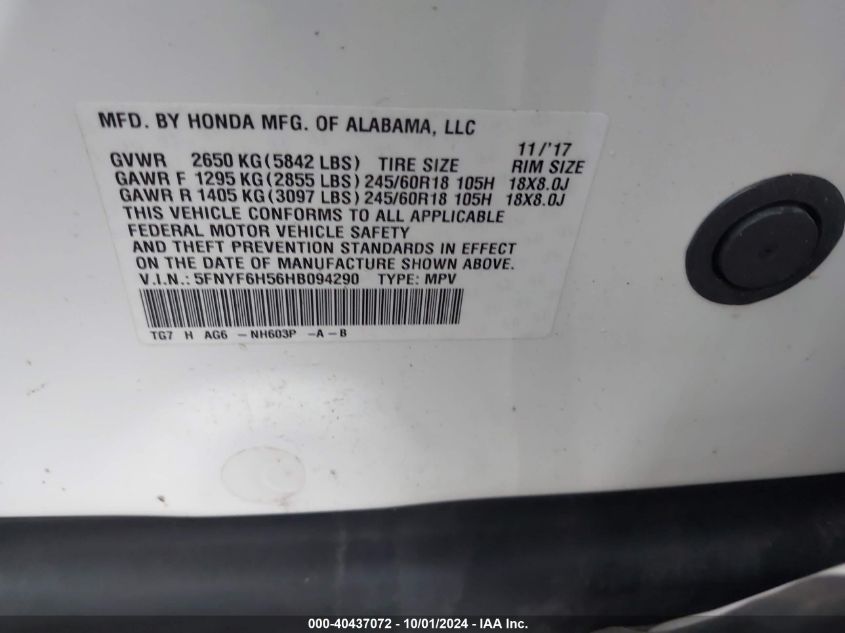 MFD. BY HONDA MFG. OF ALABAMA, LLC
11/'17
GVWR 2650 KG(5842 LBS) TIRE SIZE RIM SIZE
GAWR F 1295 KG(2855 LBS) 245/60R18 105H 18X8.0J
GAWR R 1405 KG(3097 LBS) 245/60R18 105H 18X8.0J
THIS VEHICLE CONFORMS TO ALL APPLICABLE
FEDERAL MOTOR VEHICLE SAFETY
AND THEFT PREVENTION STANDARDS IN EFFECT
ON THE DATE OF MANUFACTURE SHOWN ABOVE.
V.I.N.: 5FNYF6H56HB094290 TYPE: MPV
TG7 H AG6 -NH603P -A-B
000-40437072 - 10/01/2024 - IAA Inc.